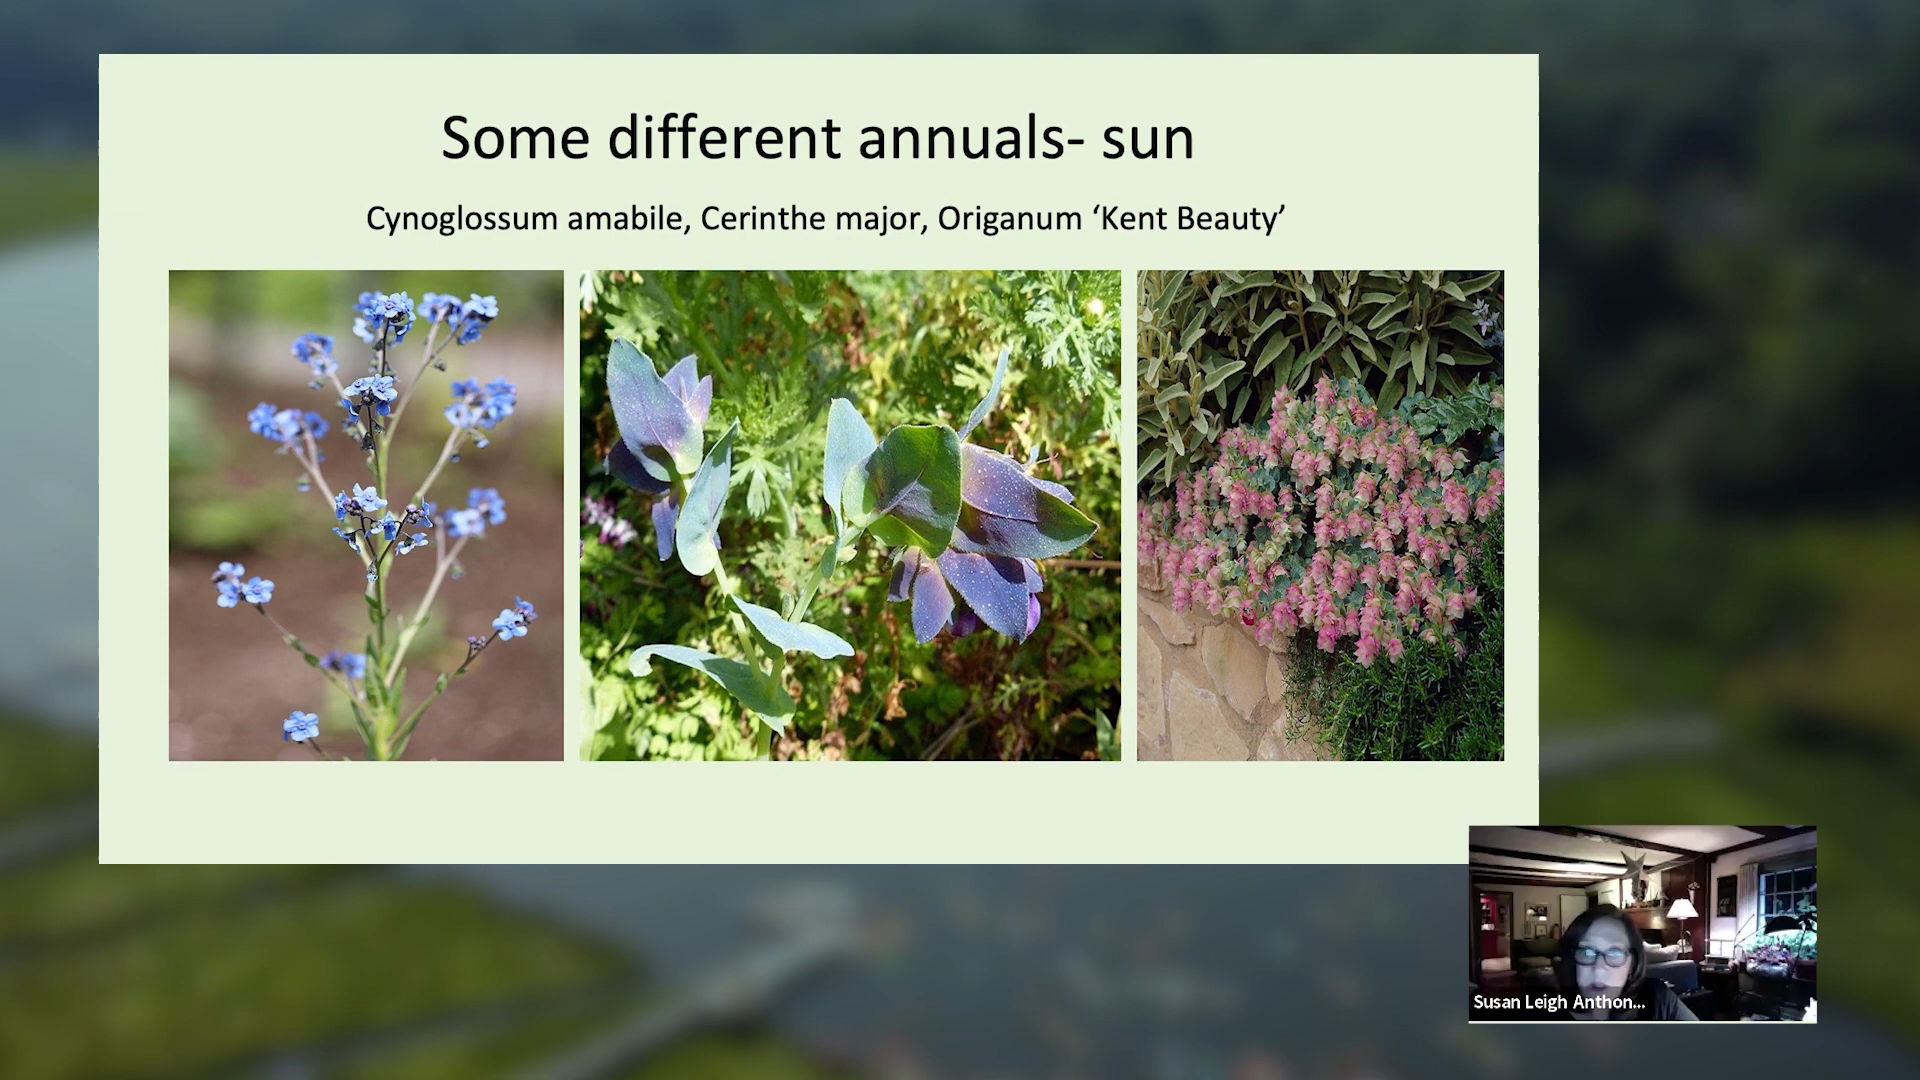 Some different annuals- sun
Cynoglossum amabile, Cerinthe major, Origanum ‘Kent Beauty’
Susan Leigh Anthon...